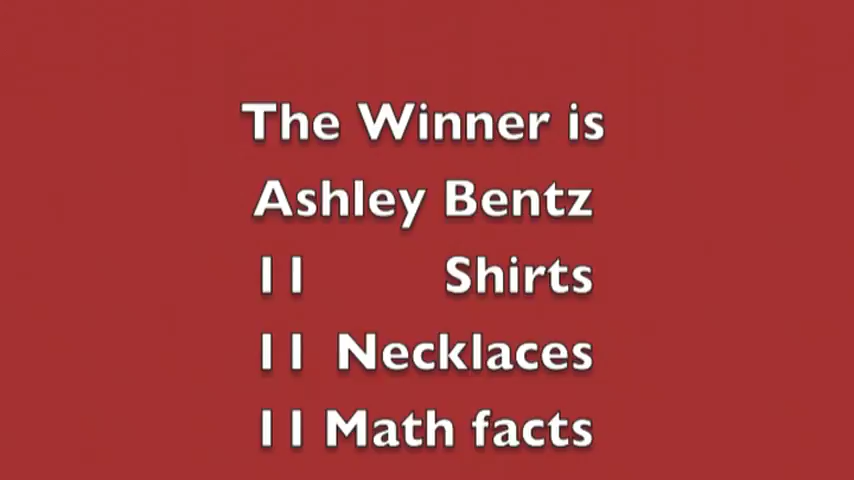 The Winner is
Ashley Bentz
11 Shirts
11 Necklaces
11 Math facts